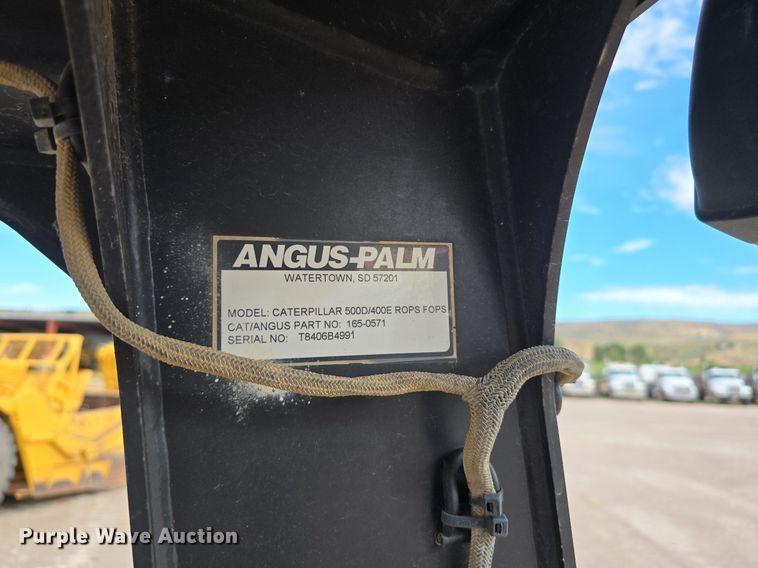 ANGUS-PALM
WATERTOWN, SD 57201
MODEL: CATERPILLAR 500D/400E ROPS FOPS
CAT/ANGUS PART NO: 165-0571
SERIAL NO: T8406B4991
Purple Wave Auction